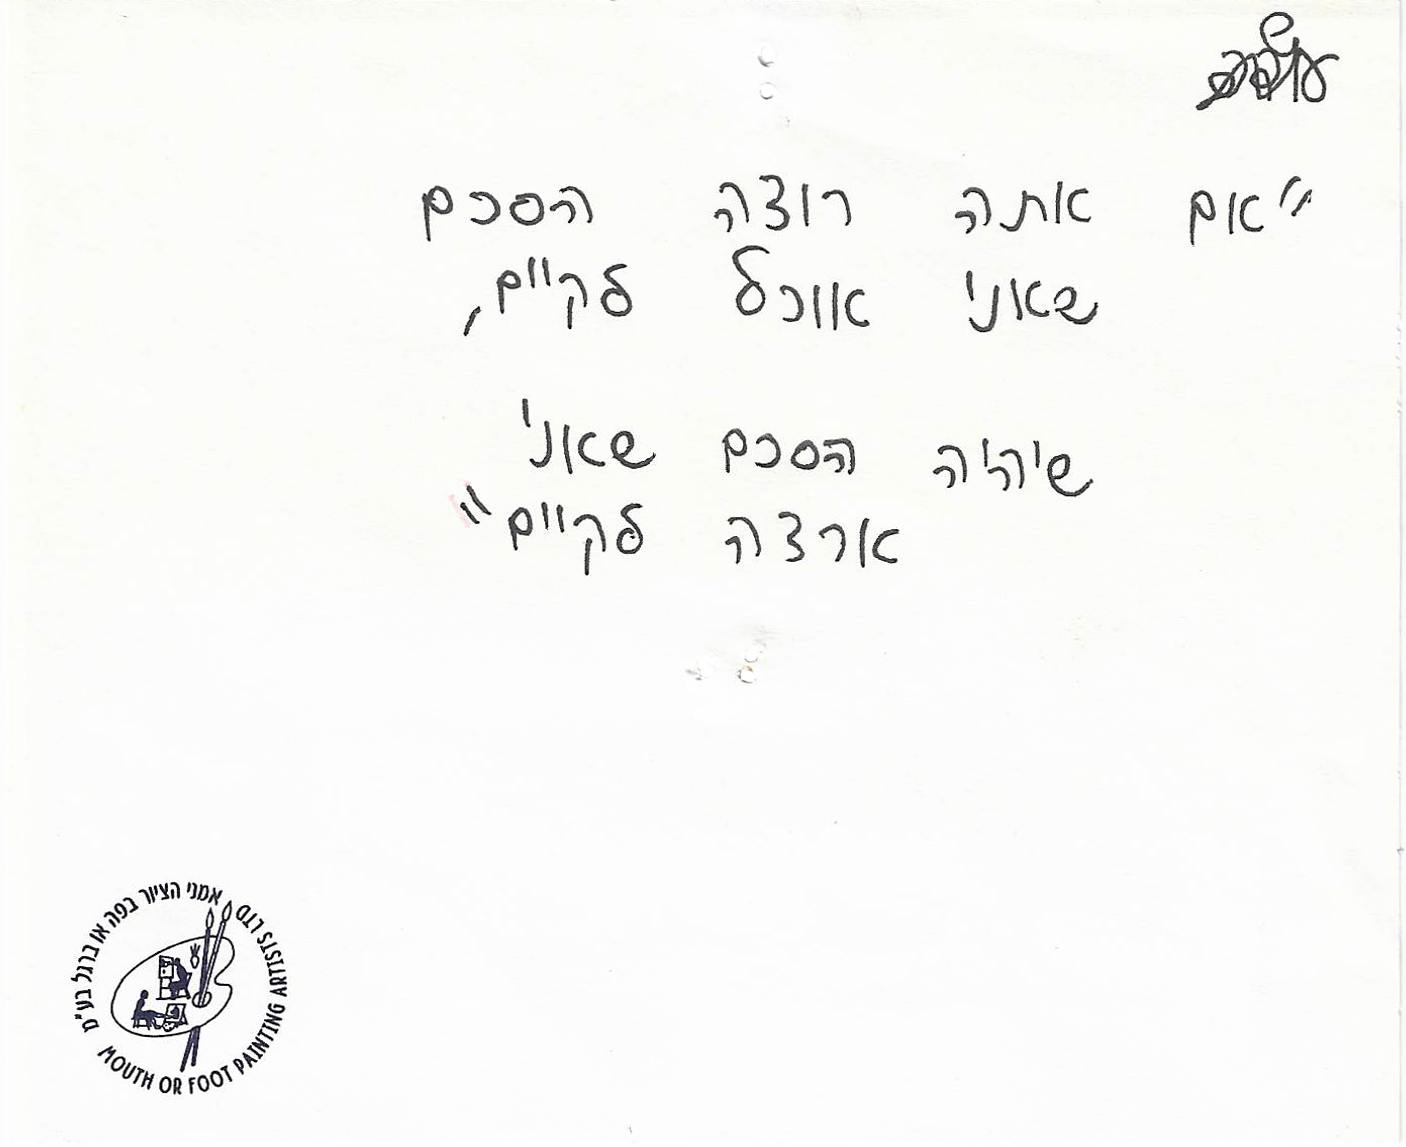 "אם אתה רוצה הסכם
שאני אוכל לקיים,
שיהיה הסכם שאני
ארצה לקיים"
אמני הציור בפה או ברגל בע"מ
MOUTH OR FOOT PAINTING ARTISTS LTD